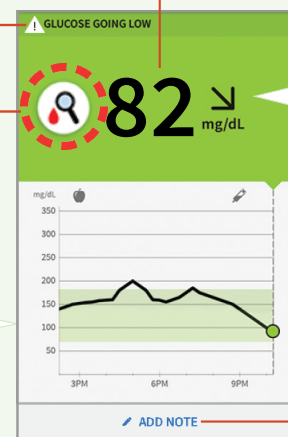 GLUCOSE GOING LOW
82
mg/dL
mg/dL
350
300
250
200
150
100
50
3PM
6PM
9PM
ADD NOTE